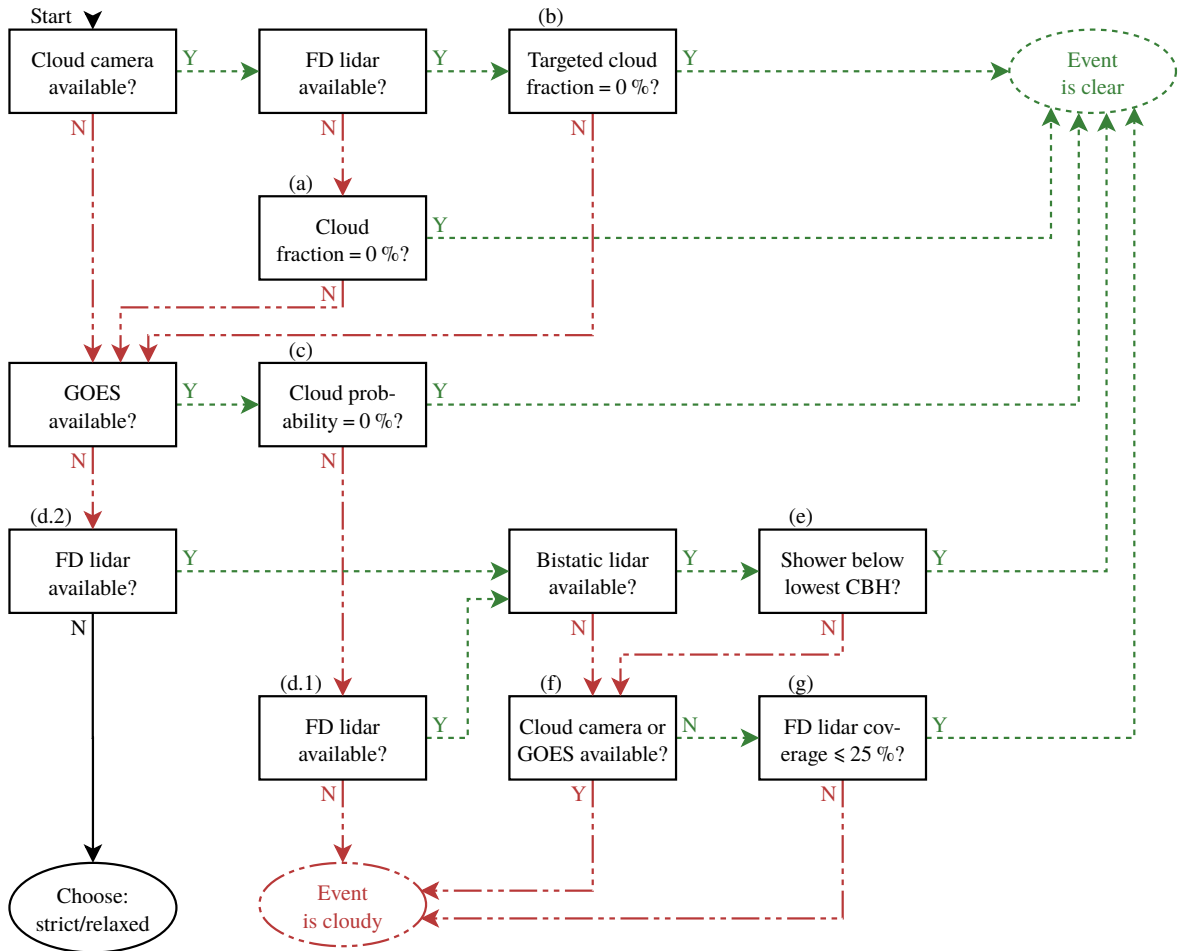 Start
(b)
Cloud camera
available?
Y
FD lidar
available?
Y
Targeted cloud
fraction = 0 %?
Y
Event
is clear
N
N
N
(a)
Cloud
fraction = 0 %?
Y
N
(c)
GOES
available?
Y
Cloud prob-
ability = 0 %?
Y
N
N
(d.2)
(e)
FD lidar
available?
Y
Bistatic lidar
available?
Y
Shower below
lowest CBH?
Y
N
N
N
(d.1)
(f)
(g)
FD lidar
available?
Y
Cloud camera or
GOES available?
N
FD lidar cov-
erage ⩽ 25 %?
Y
N
Y
N
Choose:
strict/relaxed
Event
is cloudy